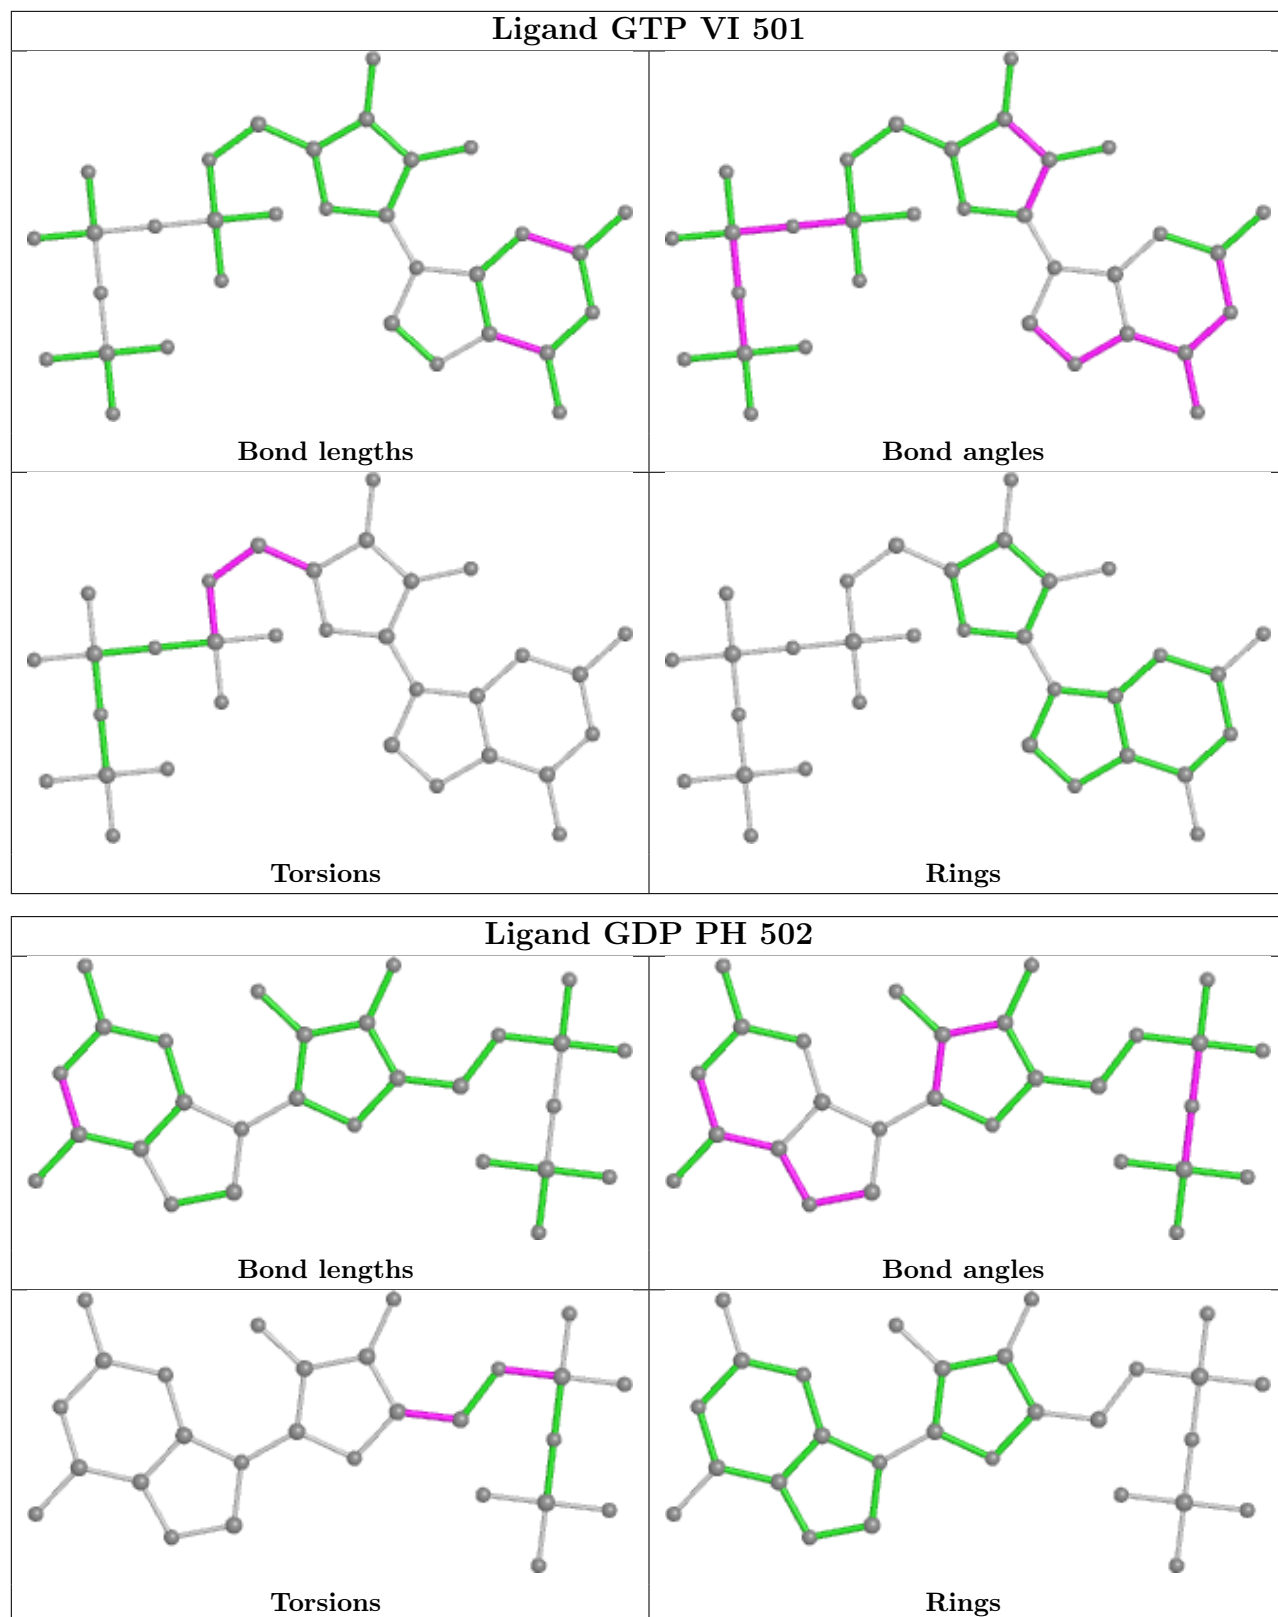 Ligand GTP VI 501
Bond lengths
Bond angles
Torsions
Rings
Ligand GDP PH 502
Bond lengths
Bond angles
Torsions
Rings